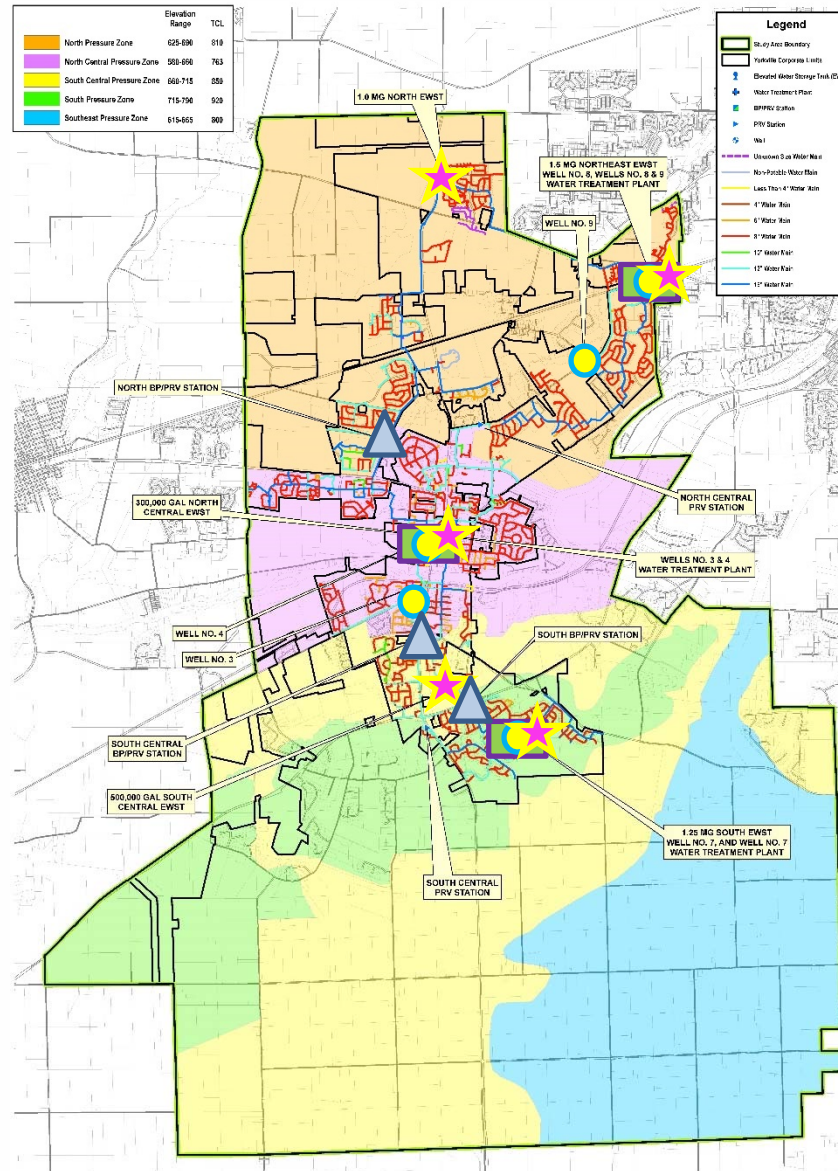 Elevation
Range TCL
North Pressure Zone 625-690 810
North Central Pressure Zone 580-660 763
South Central Pressure Zone 660-715 850
South Pressure Zone 715-790 920
Southeast Pressure Zone 615-665 800
Legend
Study Area Boundary
Yorkville Corporate Limits
Elevated Water Storage Tank
Water Treatment Plant
BP/PRV Station
PRV Station
Well
Unknown Size Water Main
Non-Potable Water Main
Less Than 4" Water Main
4" Water Main
6" Water Main
8" Water Main
10" Water Main
12" Water Main
16" Water Main
1.0 MG NORTH EWST
1.5 MG NORTHEAST EWST
WELL NO. 8, WELLS NO. 8 & 9
WATER TREATMENT PLANT
WELL NO. 9
NORTH BP/PRV STATION
300,000 GAL NORTH
CENTRAL EWST
NORTH CENTRAL
PRV STATION
WELLS NO. 3 & 4
WATER TREATMENT PLANT
WELL NO. 4
WELL NO. 3
SOUTH BP/PRV STATION
SOUTH CENTRAL
BP/PRV STATION
500,000 GAL SOUTH
CENTRAL EWST
1.25 MG SOUTH EWST
WELL NO. 7, AND WELL NO. 7
WATER TREATMENT PLANT
SOUTH CENTRAL
PRV STATION